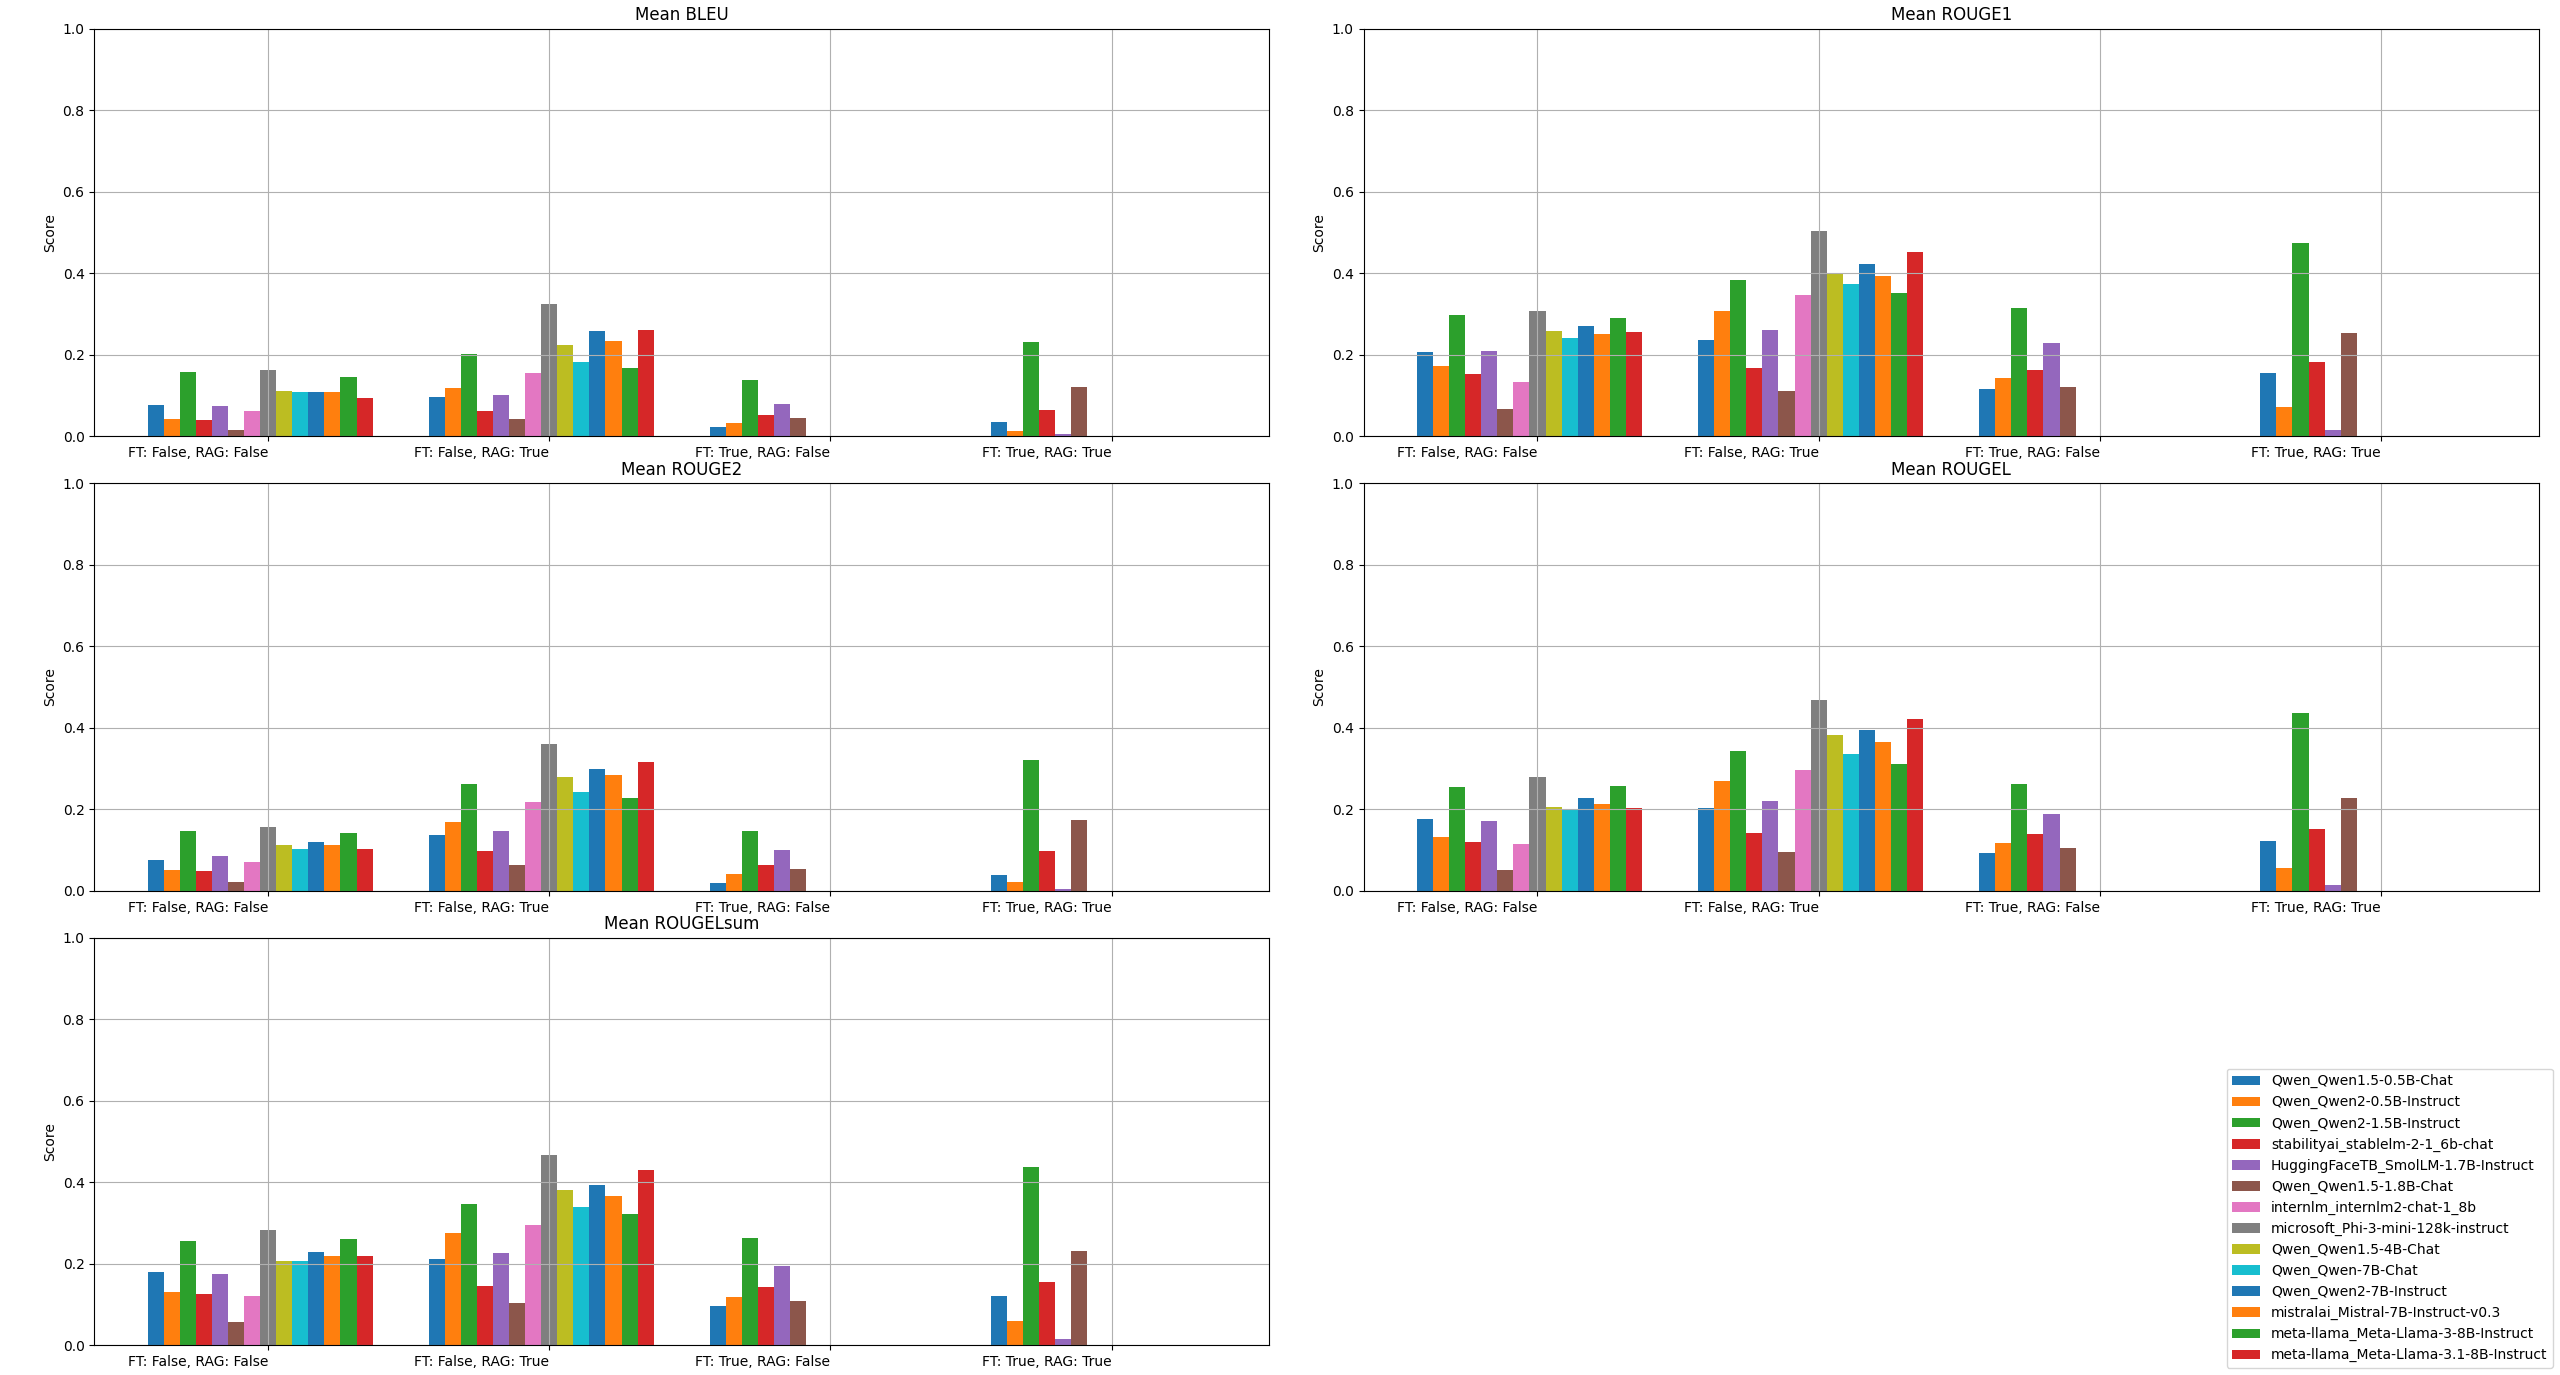 Mean BLEU
1.0
0.8
0.6
0.4
0.2
0.0
Score
FT: False, RAG: False
FT: False, RAG: True
FT: True, RAG: False
FT: True, RAG: True
Mean ROUGE1
1.0
0.8
0.6
0.4
0.2
0.0
Score
FT: False, RAG: False
FT: False, RAG: True
FT: True, RAG: False
FT: True, RAG: True
Mean ROUGE2
1.0
0.8
0.6
0.4
0.2
0.0
Score
FT: False, RAG: False
FT: False, RAG: True
FT: True, RAG: False
FT: True, RAG: True
Mean ROUGEL
1.0
0.8
0.6
0.4
0.2
0.0
Score
FT: False, RAG: False
FT: False, RAG: True
FT: True, RAG: False
FT: True, RAG: True
Mean ROUGELsum
1.0
0.8
0.6
0.4
0.2
0.0
Score
FT: False, RAG: False
FT: False, RAG: True
FT: True, RAG: False
FT: True, RAG: True
Qwen_Qwen1.5-0.5B-Chat
Qwen_Qwen2-0.5B-Instruct
Qwen_Qwen2-1.5B-Instruct
stabilityai_stablelm-2-1_6b-chat
HuggingFaceTB_SmolLM-1.7B-Instruct
Qwen_Qwen1.5-1.8B-Chat
internlm_internlm2-chat-1_8b
microsoft_Phi-3-mini-128k-instruct
Qwen_Qwen1.5-4B-Chat
Qwen_Qwen-7B-Chat
Qwen_Qwen2-7B-Instruct
mistralai_Mistral-7B-Instruct-v0.3
meta-llama_Meta-Llama-3-8B-Instruct
meta-llama_Meta-Llama-3.1-8B-Instruct